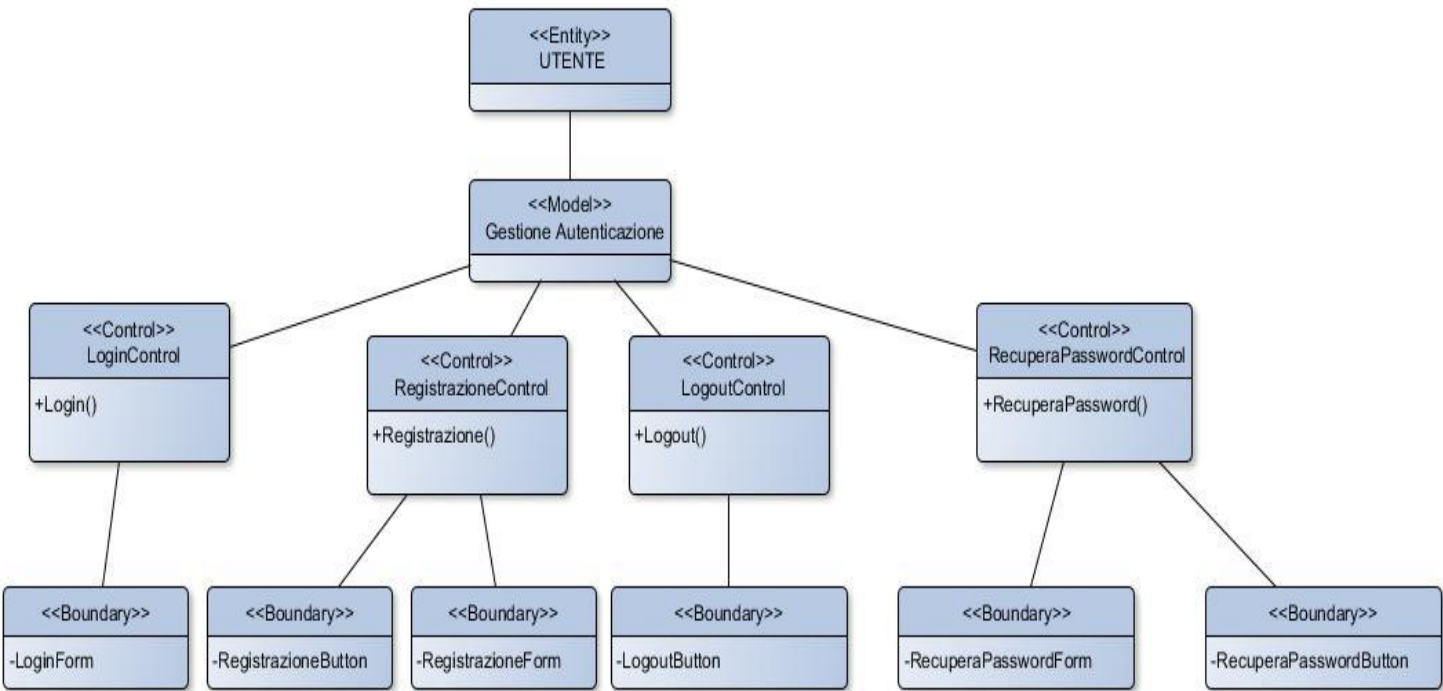 <<Entity>>
UTENTE
<<Model>>
Gestione Autenticazione
<<Control>>
LoginControl
+Login()
<<Control>>
RegistrazioneControl
+Registrazione()
<<Control>>
LogoutControl
+Logout()
<<Control>>
RecuperaPasswordControl
+RecuperaPassword()
<<Boundary>>
-LoginForm
<<Boundary>>
-RegistrazioneButton
<<Boundary>>
-RegistrazioneForm
<<Boundary>>
-LogoutButton
<<Boundary>>
-RecuperaPasswordForm
<<Boundary>>
-RecuperaPasswordButton